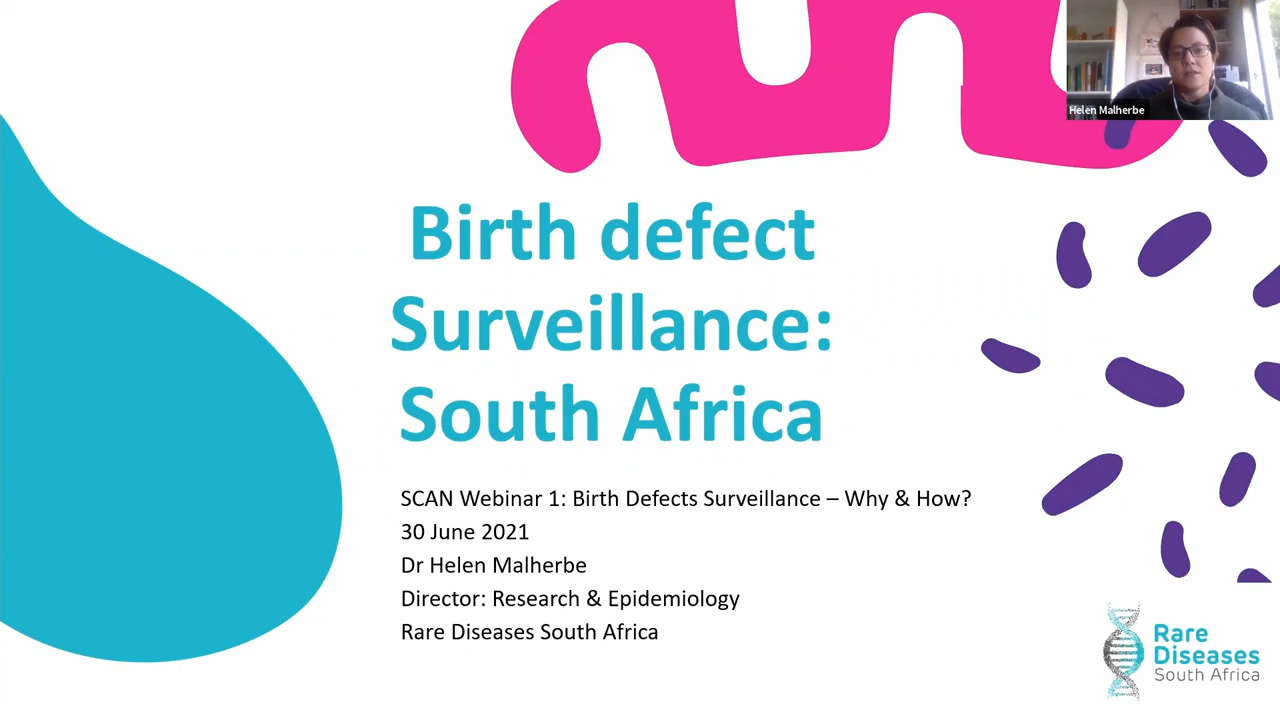 Helen Malherbe
Birth defect
Surveillance:
South Africa
SCAN Webinar 1: Birth Defects Surveillance – Why & How?
30 June 2021
Dr Helen Malherbe
Director: Research & Epidemiology
Rare Diseases South Africa
Rare
Diseases
South Africa